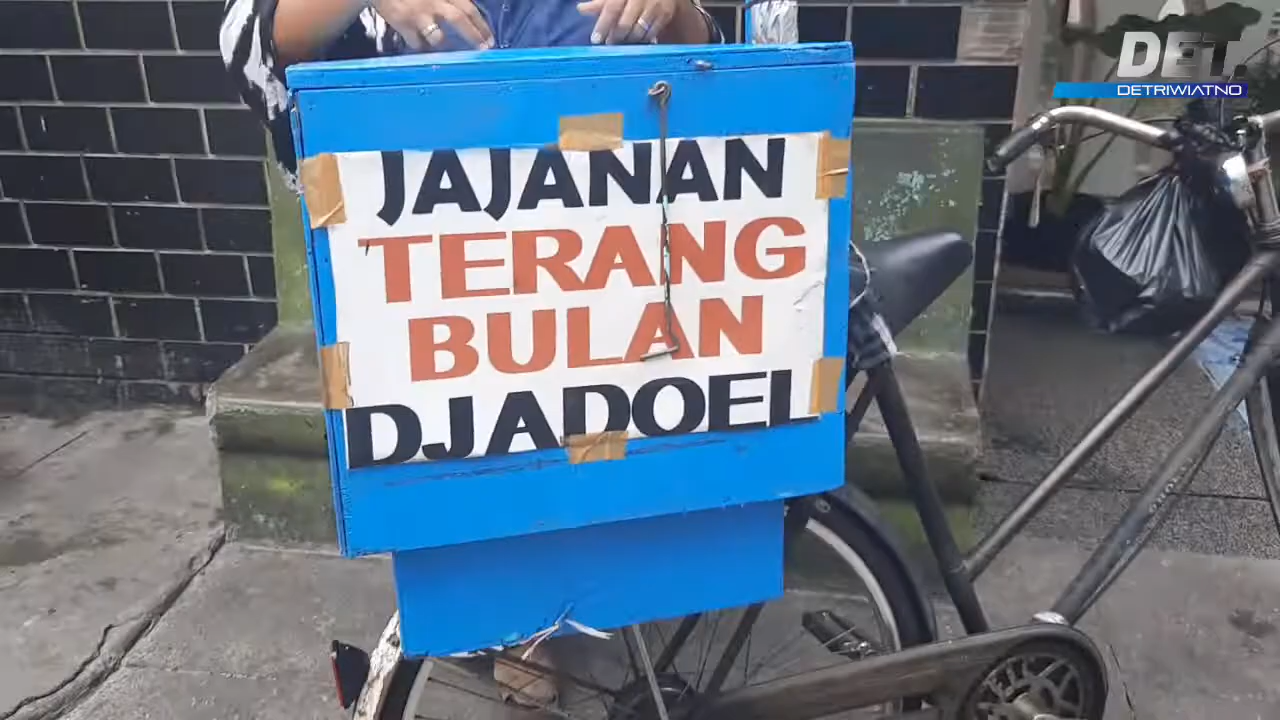 DET.
DETRIWIATNO
JAJANAN
TERANG
BULAN
DJADOEL